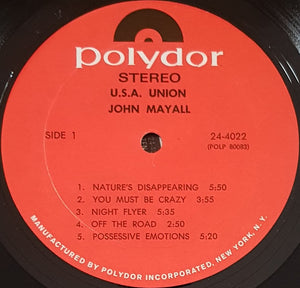 polydor
STEREO
U.S.A. UNION
JOHN MAYALL
SIDE 1
24-4022
(POLP 80083)
1. NATURE'S DISAPPEARING 5:50
2. YOU MUST BE CRAZY 3:55
3. NIGHT FLYER 5:35
4. OFF THE ROAD 2:55
5. POSSESSIVE EMOTIONS 5:20
MANUFACTURED BY POLYDOR INCORPORATED, NEW YORK, N.Y.